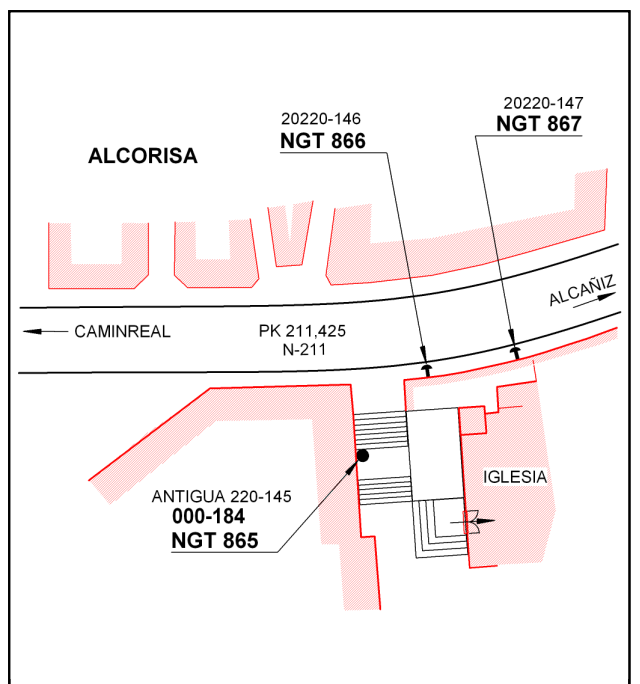 20220-147
NGT 867
20220-146
NGT 866
ALCORISA
ALCAÑIZ
CAMINREAL
PK 211,425
N-211
IGLESIA
ANTIGUA 220-145
000-184
NGT 865